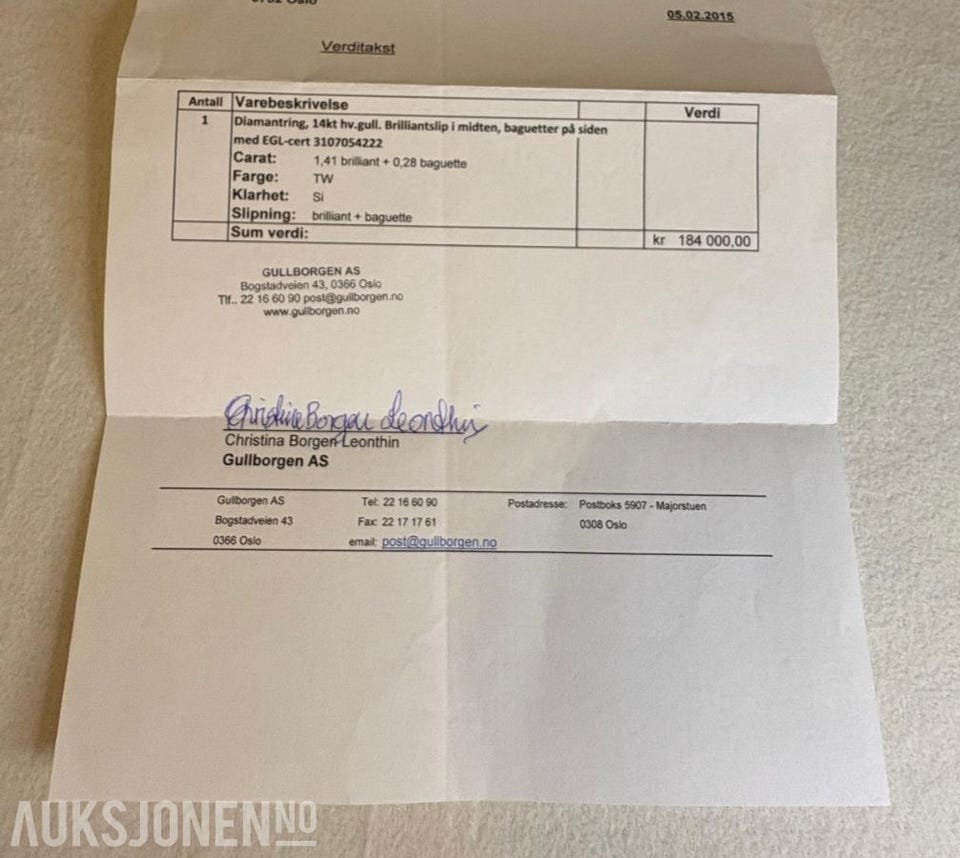 0752 Oslo
05.02.2015
Verditakst
Antall Varebeskrivelse Verdi
1 Diamantring, 14kt hv.gull. Brilliantslip i midten, baguetter på siden
med EGL-cert 3107054222
Carat: 1,41 brilliant + 0,28 baguette
Farge: TW
Klarhet: Si
Slipning: brilliant + baguette
Sum verdi: kr 184 000,00
GULLBORGEN AS
Bogstadveien 43, 0366 Oslo
Tlf.. 22 16 60 90 post@gullborgen.no
www.gullborgen.no
Christina Borgen Leonthin
Christina Borgen Leonthin
Gullborgen AS
Gullborgen AS Tel: 22 16 60 90 Postadresse: Postboks 5907 - Majorstuen
Bogstadveien 43 Fax: 22 17 17 61 0308 Oslo
0366 Oslo email: post@gullborgen.no
AUKSJONEN NO